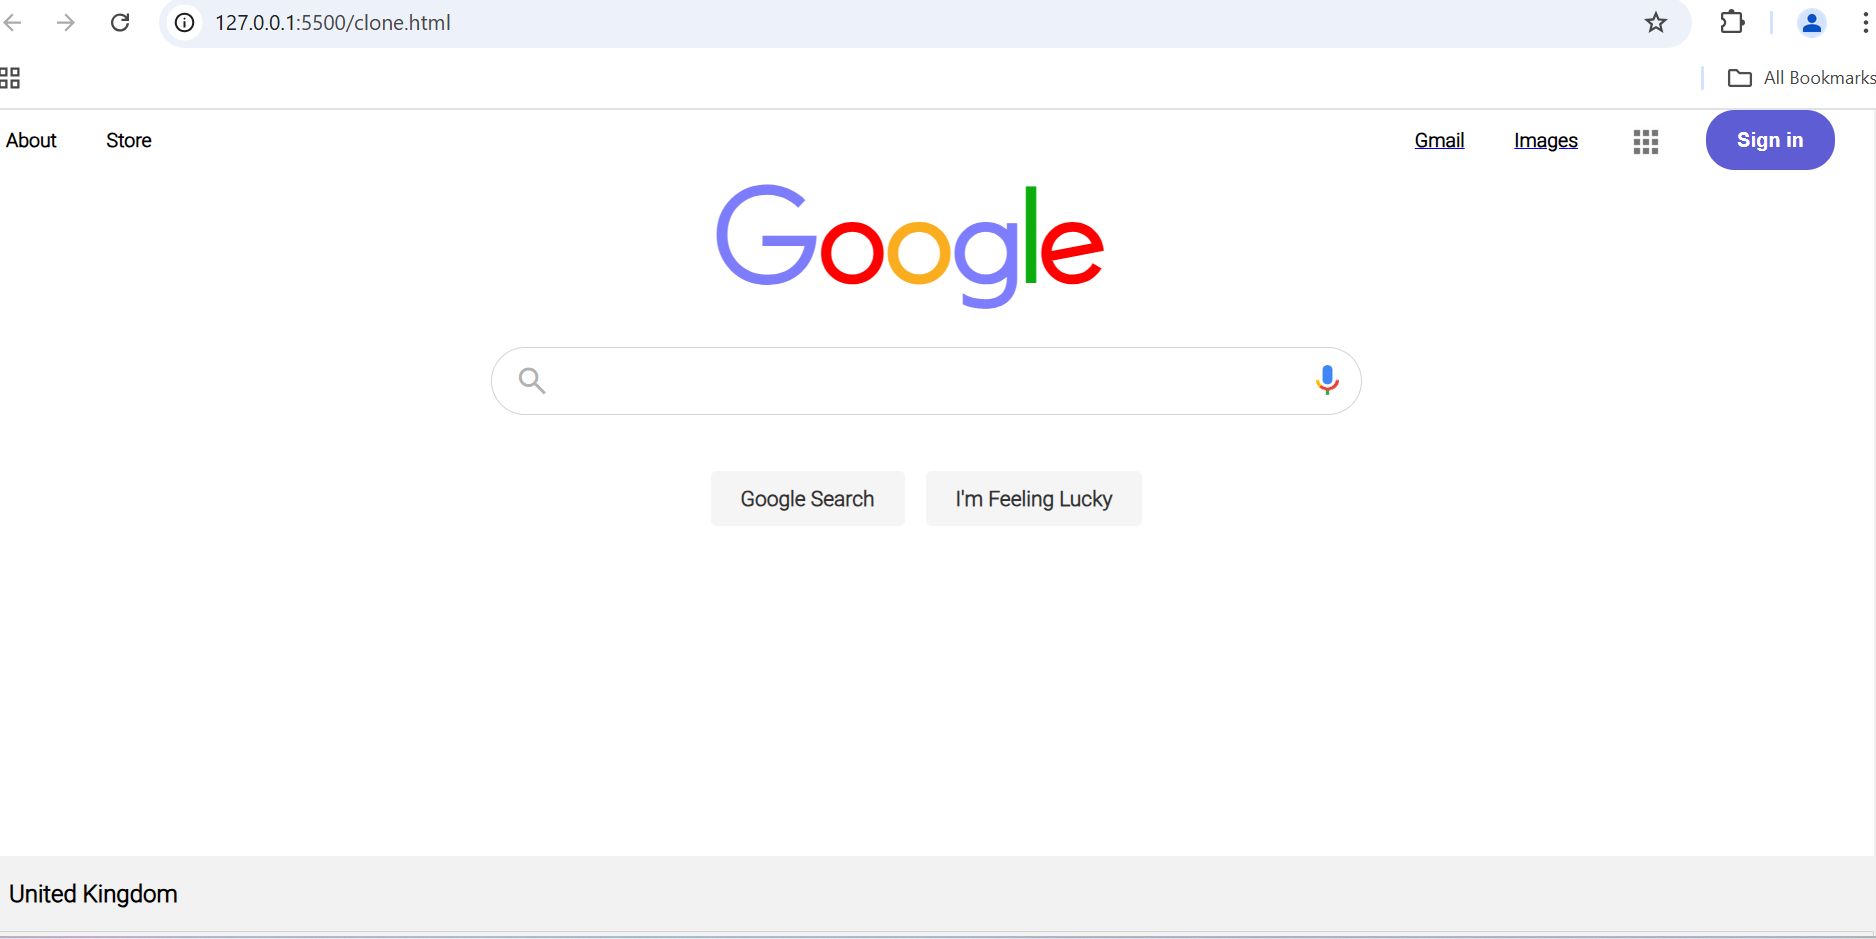 127.0.0.1:5500/clone.html
All Bookmarks
About Store Gmail Images Sign in
Google
Google Search I'm Feeling Lucky
United Kingdom